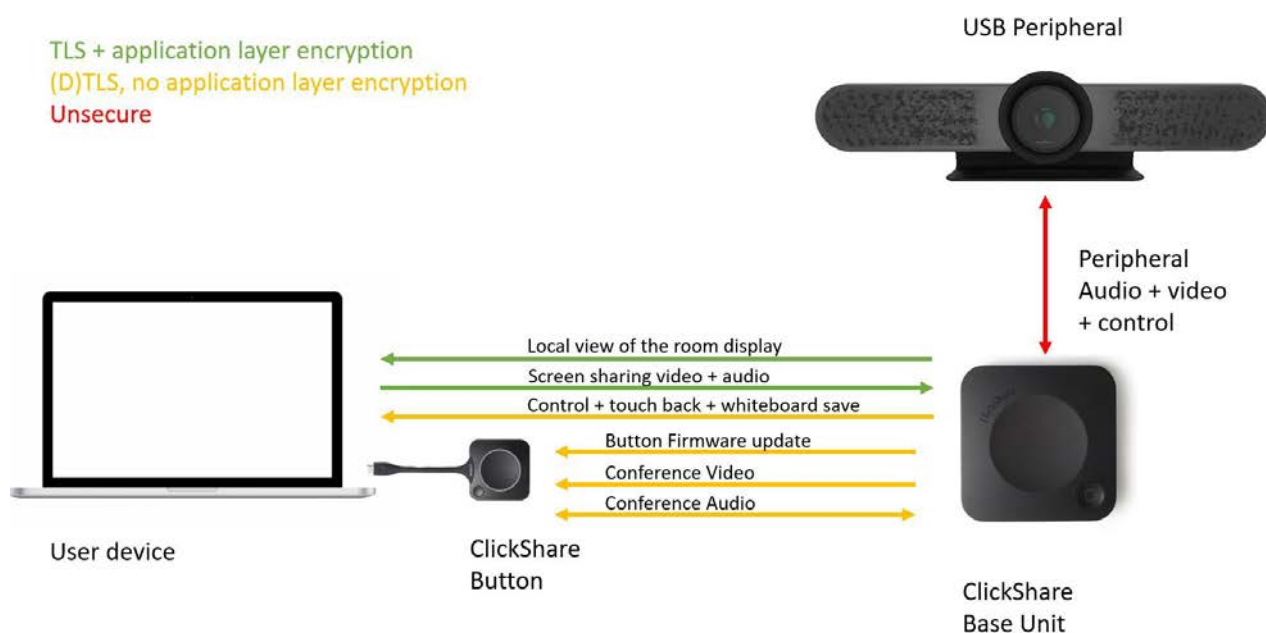 USB Peripheral
TLS + application layer encryption
(D)TLS, no application layer encryption
Unsecure
Peripheral
Audio + video
+ control
Local view of the room display
Screen sharing video + audio
Control + touch back + whiteboard save
Button Firmware update
Conference Video
Conference Audio
User device
ClickShare
Button
ClickShare
Base Unit